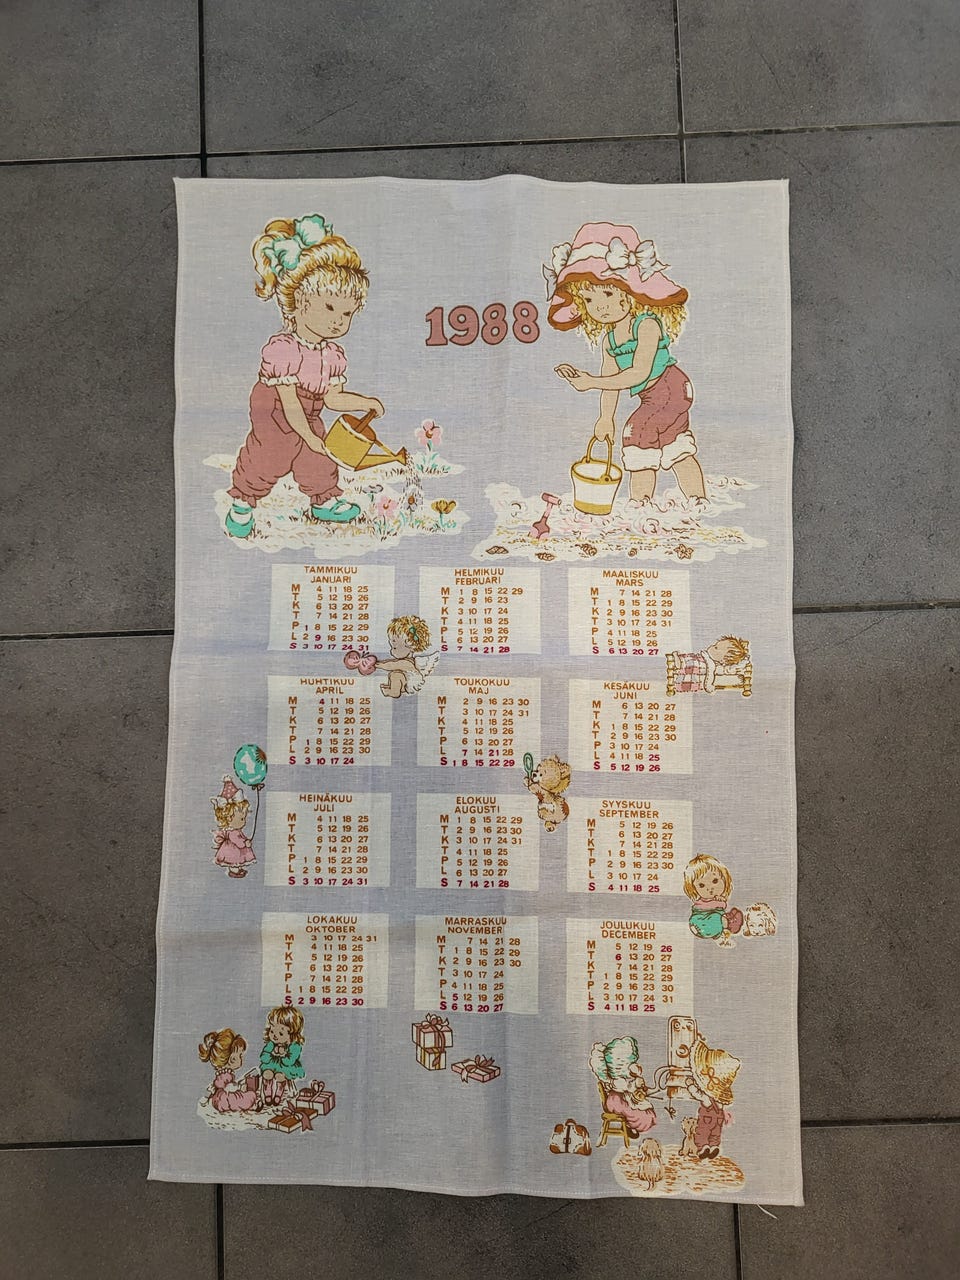 1988
TAMMIKUU
JANUARI
M 4 11 18 25
T 5 12 19 26
K 6 13 20 27
T 7 14 21 28
P 1 8 15 22 29
L 2 9 16 23 30
S 3 10 17 24 31
HELMIKUU
FEBRUARI
M 1 8 15 22 29
T 2 9 16 23
K 3 10 17 24
T 4 11 18 25
P 5 12 19 26
L 6 13 20 27
S 7 14 21 28
MAALISKUU
MARS
M 7 14 21 28
T 1 8 15 22 29
K 2 9 16 23 30
T 3 10 17 24 31
P 4 11 18 25
L 5 12 19 26
S 6 13 20 27
HUHTIKUU
APRIL
M 4 11 18 25
T 5 12 19 26
K 6 13 20 27
T 7 14 21 28
P 1 8 15 22 29
L 2 9 16 23 30
S 3 10 17 24
TOUKOKUU
MAJ
M 2 9 16 23 30
T 3 10 17 24 31
K 4 11 18 25
T 5 12 19 26
P 6 13 20 27
L 7 14 21 28
S 1 8 15 22 29
KESÄKUU
JUNI
M 6 13 20 27
T 7 14 21 28
K 1 8 15 22 29
T 2 9 16 23 30
P 3 10 17 24
L 4 11 18 25
S 5 12 19 26
HEINÄKUU
JULI
M 4 11 18 25
T 5 12 19 26
K 6 13 20 27
T 7 14 21 28
P 1 8 15 22 29
L 2 9 16 23 30
S 3 10 17 24 31
ELOKUU
AUGUSTI
M 1 8 15 22 29
T 2 9 16 23 30
K 3 10 17 24 31
T 4 11 18 25
P 5 12 19 26
L 6 13 20 27
S 7 14 21 28
SYYSKUU
SEPTEMBER
M 5 12 19 26
T 6 13 20 27
K 7 14 21 28
T 1 8 15 22 29
P 2 9 16 23 30
L 3 10 17 24
S 4 11 18 25
LOKAKUU
OKTOBER
M 3 10 17 24 31
T 4 11 18 25
K 5 12 19 26
T 6 13 20 27
P 7 14 21 28
L 1 8 15 22 29
S 2 9 16 23 30
MARRASKUU
NOVEMBER
M 7 14 21 28
T 1 8 15 22 29
K 2 9 16 23 30
T 3 10 17 24
P 4 11 18 25
L 5 12 19 26
S 6 13 20 27
JOULUKUU
DECEMBER
M 5 12 19 26
T 6 13 20 27
K 7 14 21 28
T 1 8 15 22 29
P 2 9 16 23 30
L 3 10 17 24 31
S 4 11 18 25